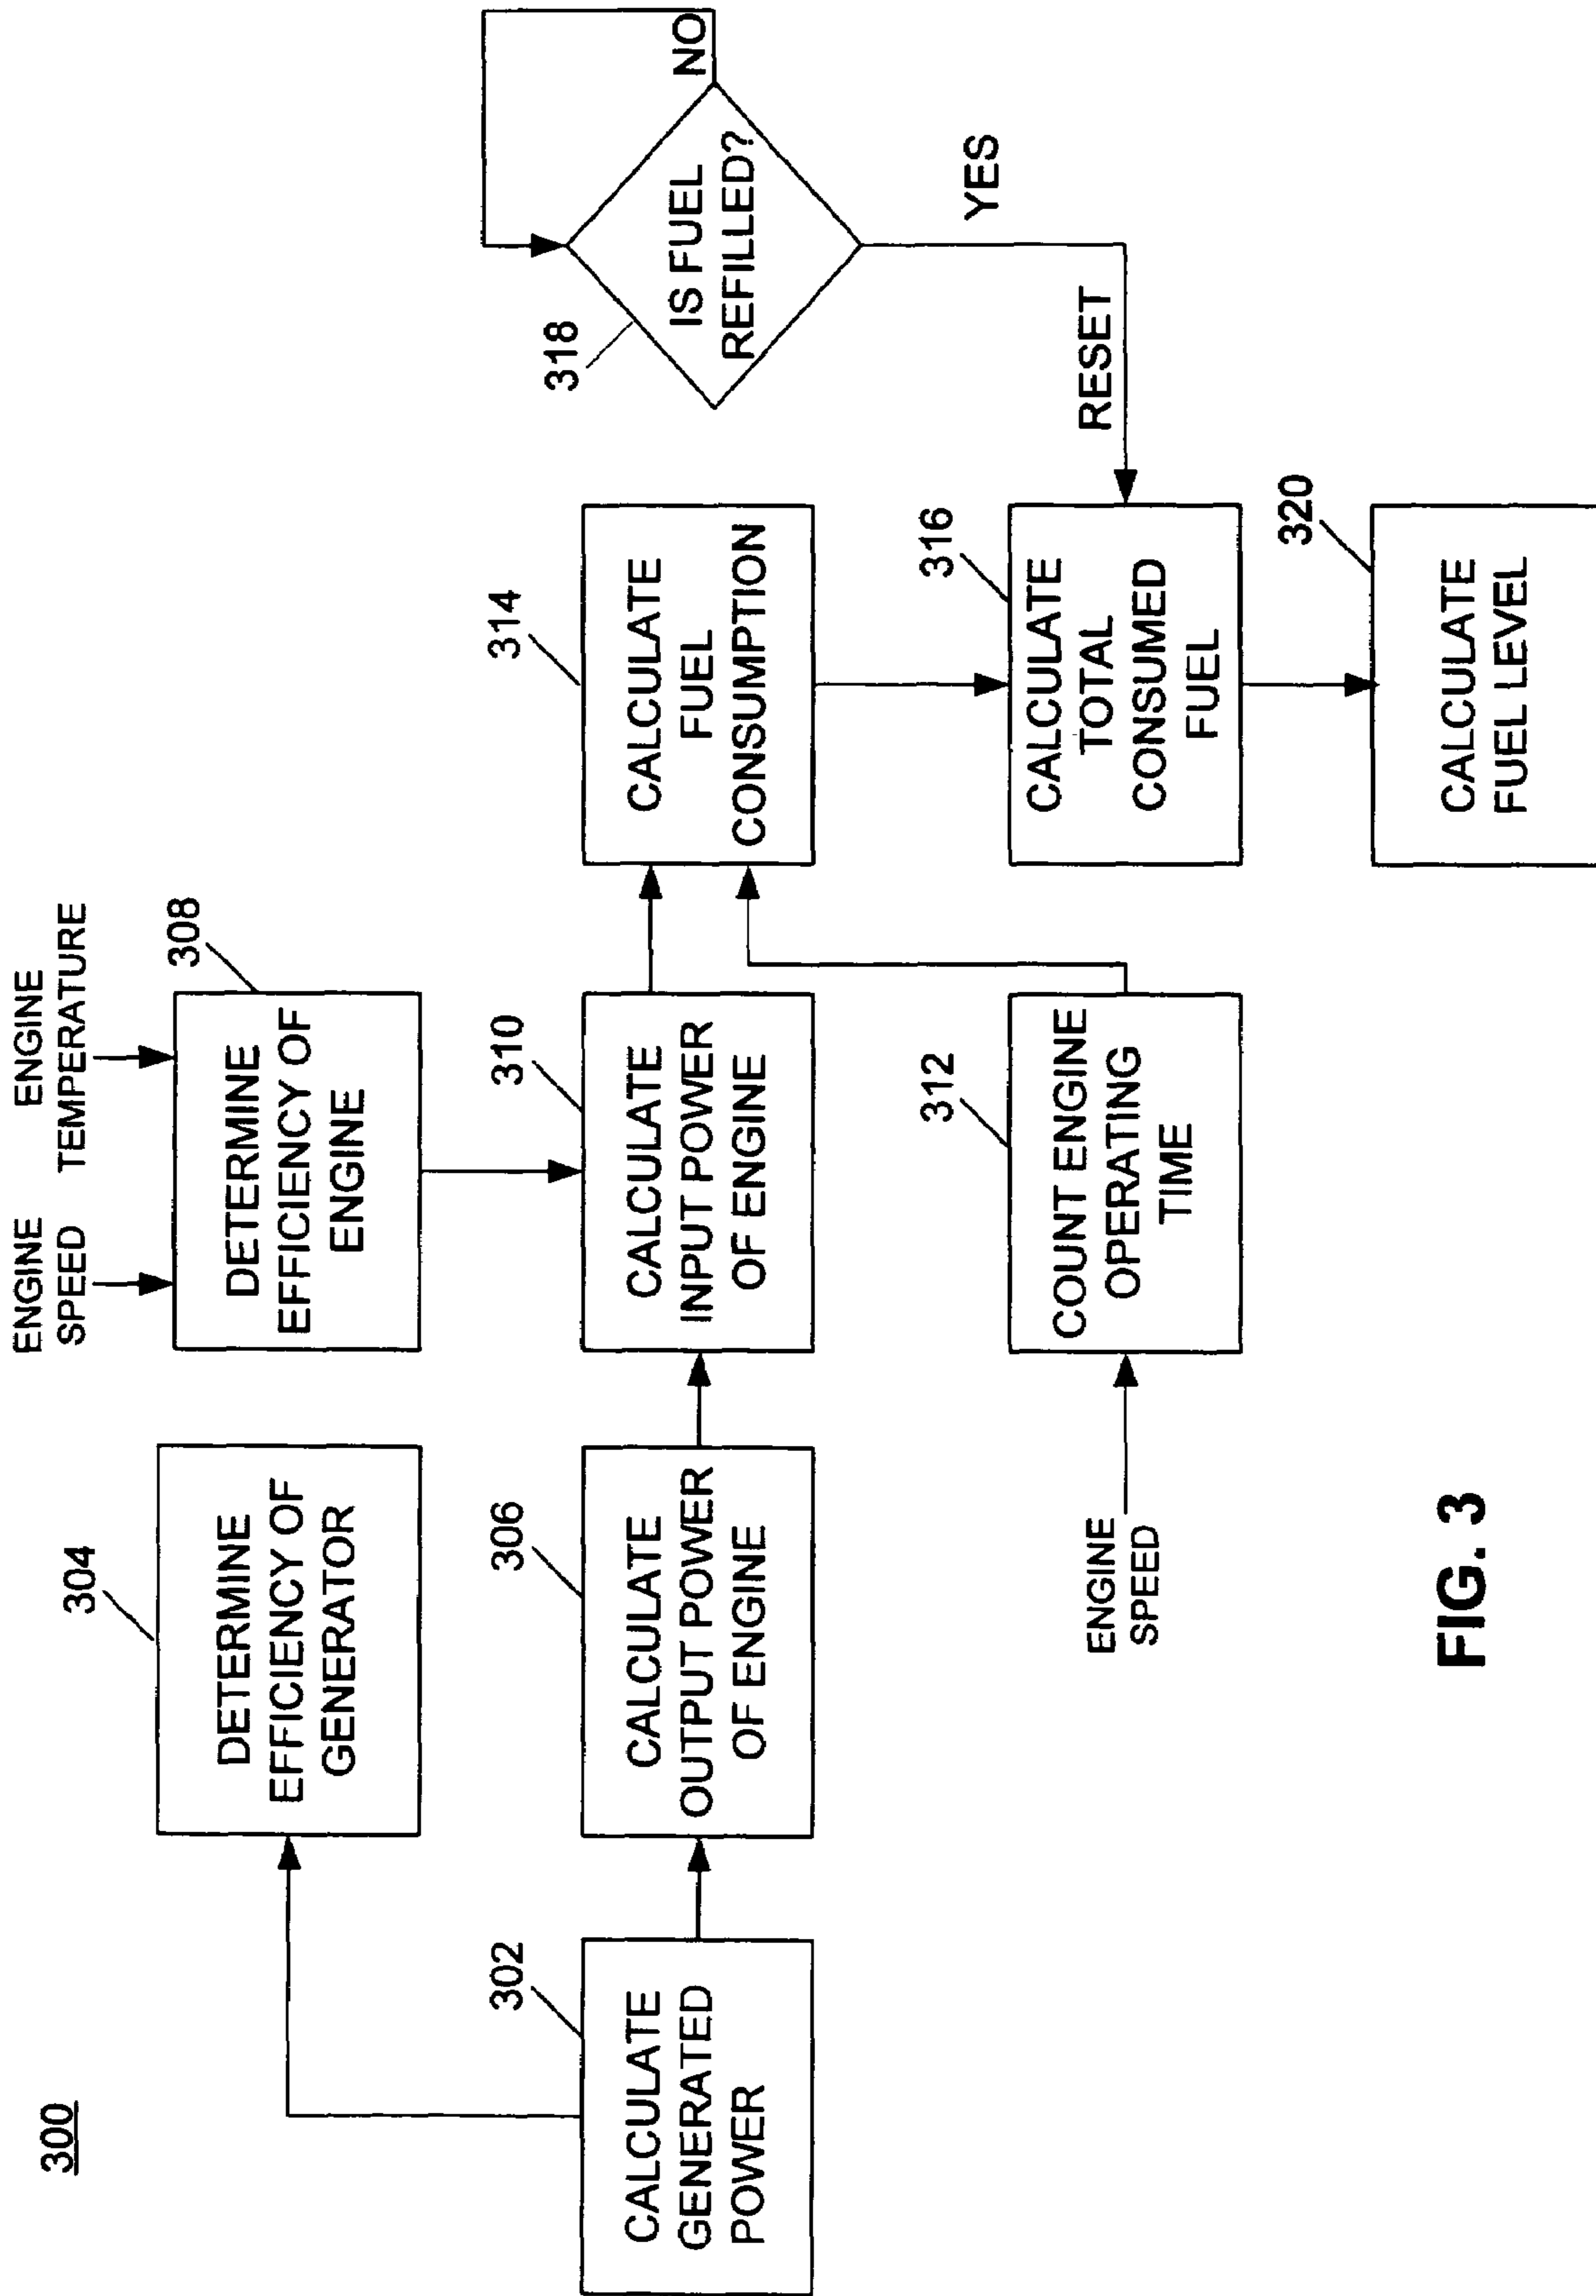 300
302
CALCULATE
GENERATED
POWER
304
DETERMINE
EFFICIENCY OF
GENERATOR
306
CALCULATE
OUTPUT POWER
OF ENGINE
ENGINE
SPEED
ENGINE
TEMPERATURE
308
DETERMINE
EFFICIENCY OF
ENGINE
310
CALCULATE
INPUT POWER
OF ENGINE
ENGINE
SPEED
312
COUNT ENGINE
OPERATING
TIME
314
CALCULATE
FUEL
CONSUMPTION
316
CALCULATE
TOTAL
CONSUMED
FUEL
318
IS FUEL
REFILLED?
NO
YES
RESET
320
CALCULATE
FUEL LEVEL
FIG. 3